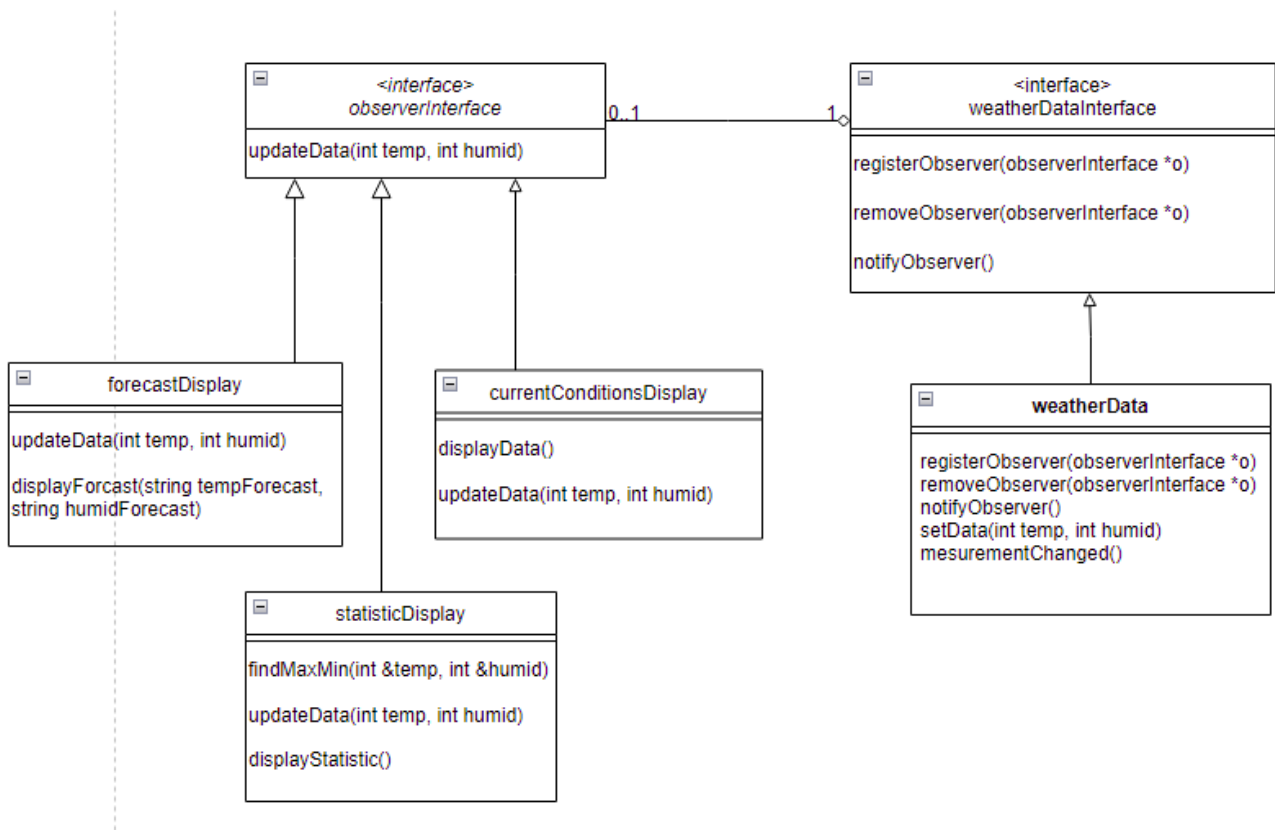 <interface>
observerInterface
updateData(int temp, int humid)
0..1
1
<interface>
weatherDataInterface
registerObserver(observerInterface *o)
removeObserver(observerInterface *o)
notifyObserver()
forecastDisplay
updateData(int temp, int humid)
displayForcast(string tempForecast,
string humidForecast)
currentConditionsDisplay
displayData()
updateData(int temp, int humid)
weatherData
registerObserver(observerInterface *o)
removeObserver(observerInterface *o)
notifyObserver()
setData(int temp, int humid)
mesurementChanged()
statisticDisplay
findMaxMin(int &temp, int &humid)
updateData(int temp, int humid)
displayStatistic()